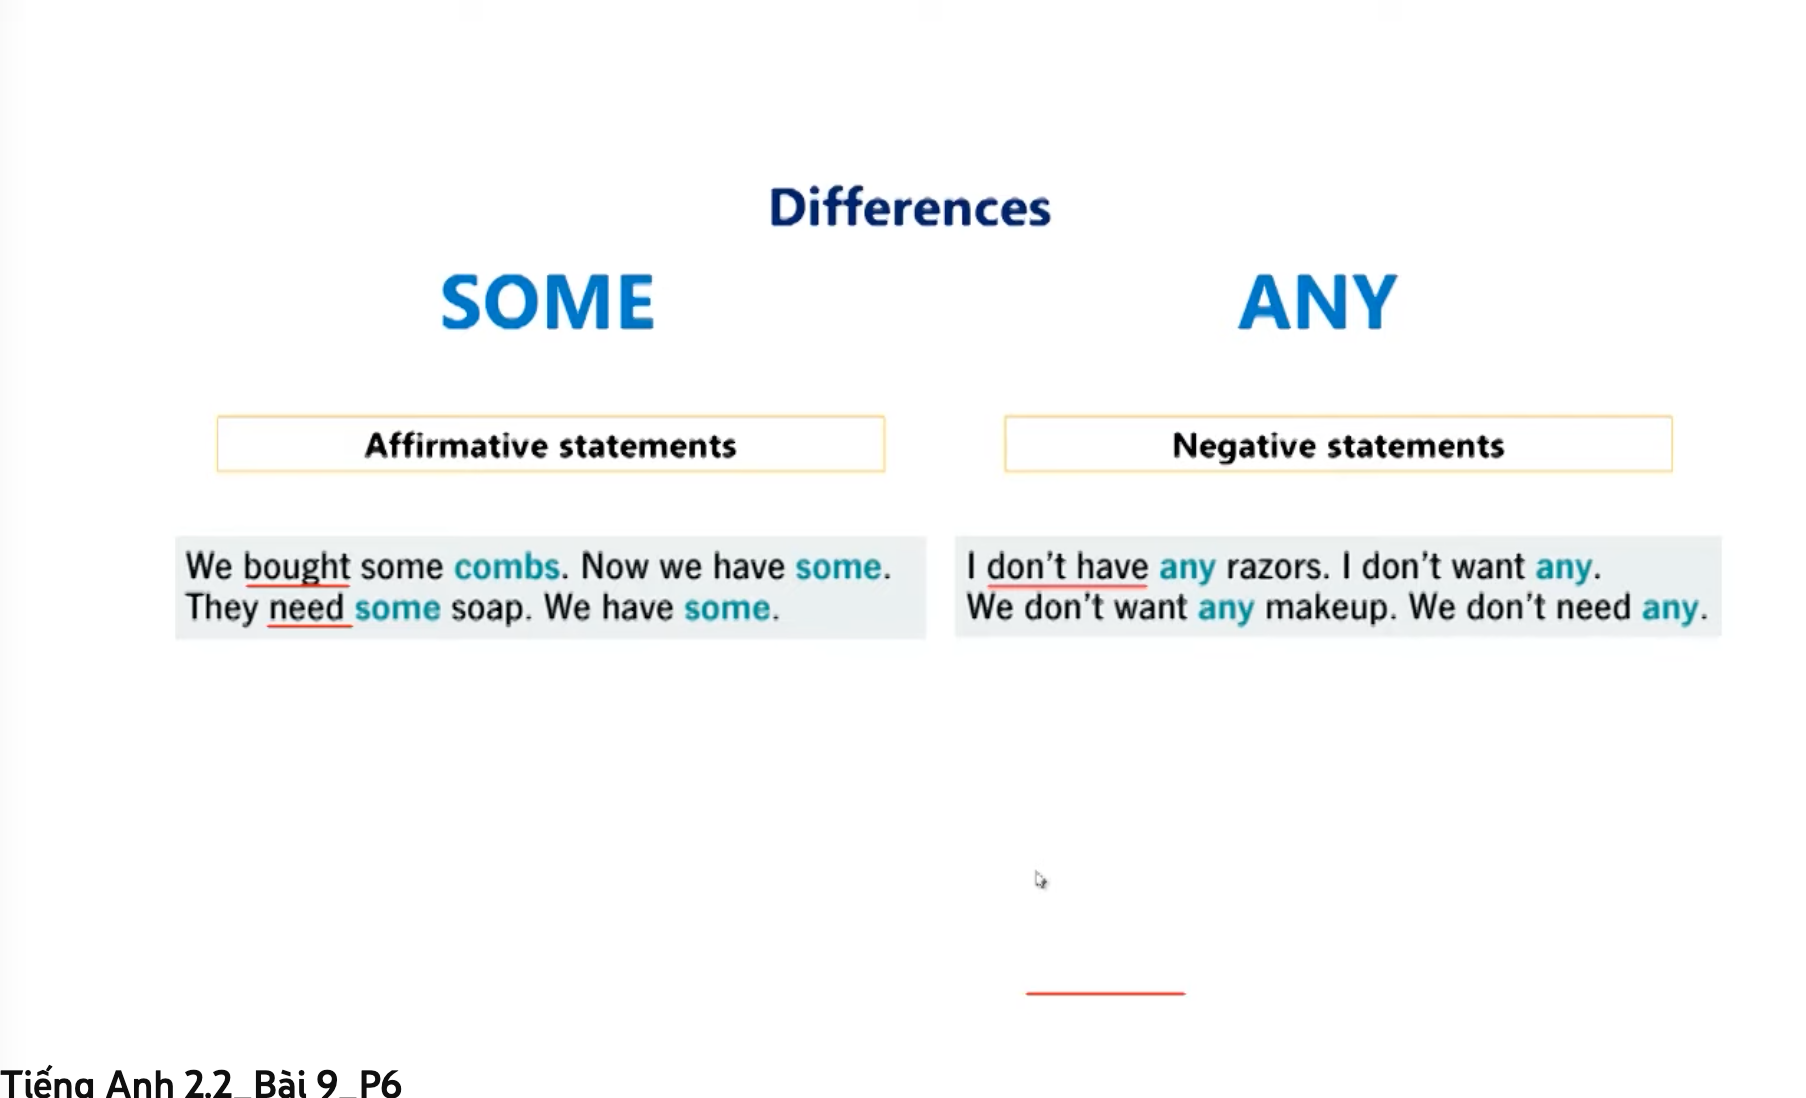 Differences
SOME
ANY
Affirmative statements
Negative statements
We bought some combs. Now we have some.
They need some soap. We have some.
I don't have any razors. I don't want any.
We don't want any makeup. We don't need any.
Tiếng Anh 2.2_Bài 9_P6